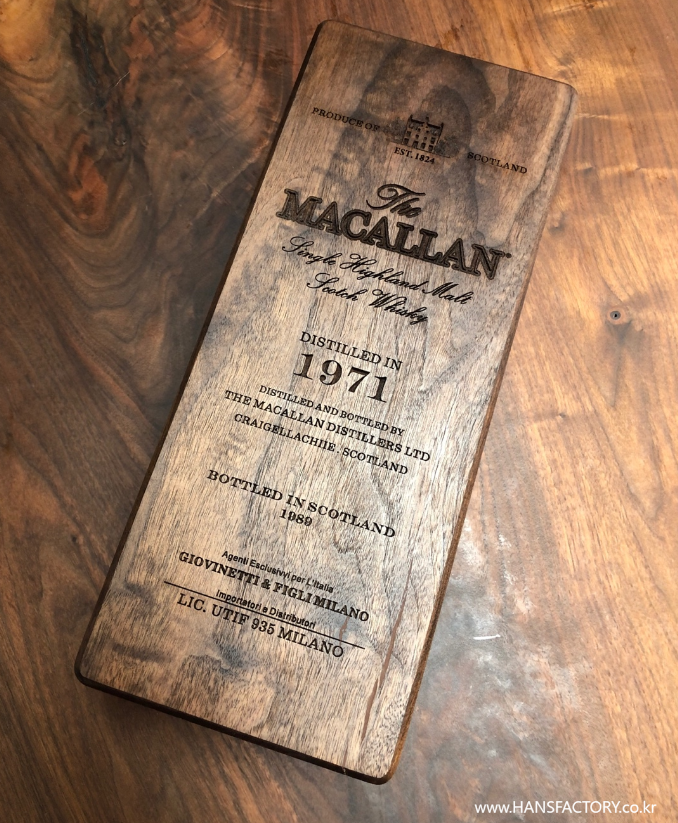 PRODUCE OF SCOTLAND
EST. 1824
The
MACALLAN
Single Highland Malt
Scotch Whisky
DISTILLED IN
1971
DISTILLED AND BOTTLED BY
THE MACALLAN DISTILLERS LTD
CRAIGELLACHIIE . SCOTLAND
BOTTLED IN SCOTLAND
1989
Agenti Esclusivvi per L'Italia
GIOVINETTI & FIGLI MILANO
Importatori e Distributori
LIC. UTIF 935 MILANO
www.HANSFACTORY.co.kr